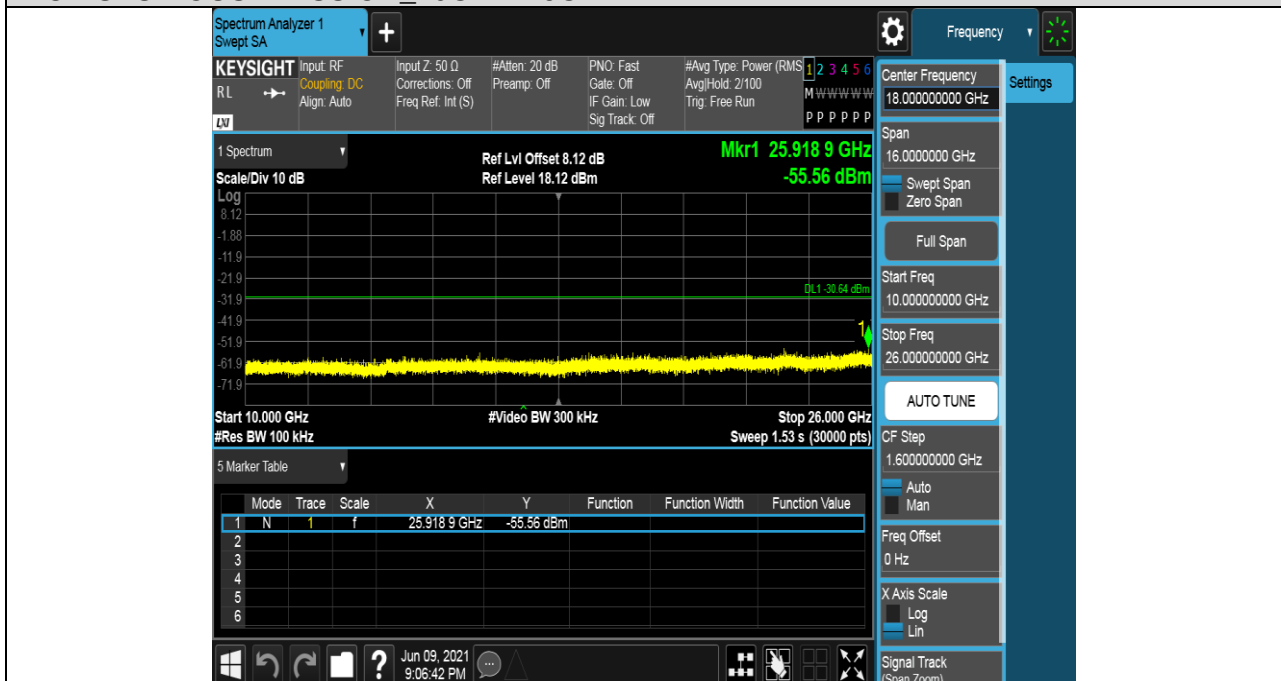 Spectrum Analyzer 1
Swept SA
+
Frequency
KEYSIGHT
RL
LXI
Input: RF
Coupling: DC
Align: Auto
Input Z: 50 Ω
Corrections: Off
Freq Ref: Int (S)
#Atten: 20 dB
Preamp: Off
PNO: Fast
Gate: Off
IF Gain: Low
Sig Track: Off
#Avg Type: Power (RMS
Avg|Hold: 2/100
Trig: Free Run
1 2 3 4 5 6
M W W W W W
P P P P P P
1 Spectrum
Scale/Div 10 dB
Ref Lvl Offset 8.12 dB
Ref Level 18.12 dBm
Mkr1 25.918 9 GHz
-55.56 dBm
Log
8.12
-1.88
-11.9
-21.9
-31.9
-41.9
-51.9
-61.9
-71.9
DL1 -30.64 dBm
1
Start 10.000 GHz
#Video BW 300 kHz
Stop 26.000 GHz
#Res BW 100 kHz
Sweep 1.53 s (30000 pts)
5 Marker Table
Mode Trace Scale X Y Function Function Width Function Value
1 N 1 f 25.918 9 GHz -55.56 dBm
2
3
4
5
6
?
Jun 09, 2021
9:06:42 PM
Center Frequency
18.000000000 GHz
Settings
Span
16.0000000 GHz
Swept Span
Zero Span
Full Span
Start Freq
10.000000000 GHz
Stop Freq
26.000000000 GHz
AUTO TUNE
CF Step
1.600000000 GHz
Auto
Man
Freq Offset
0 Hz
X Axis Scale
Log
Lin
Signal Track
(Span Zoom)